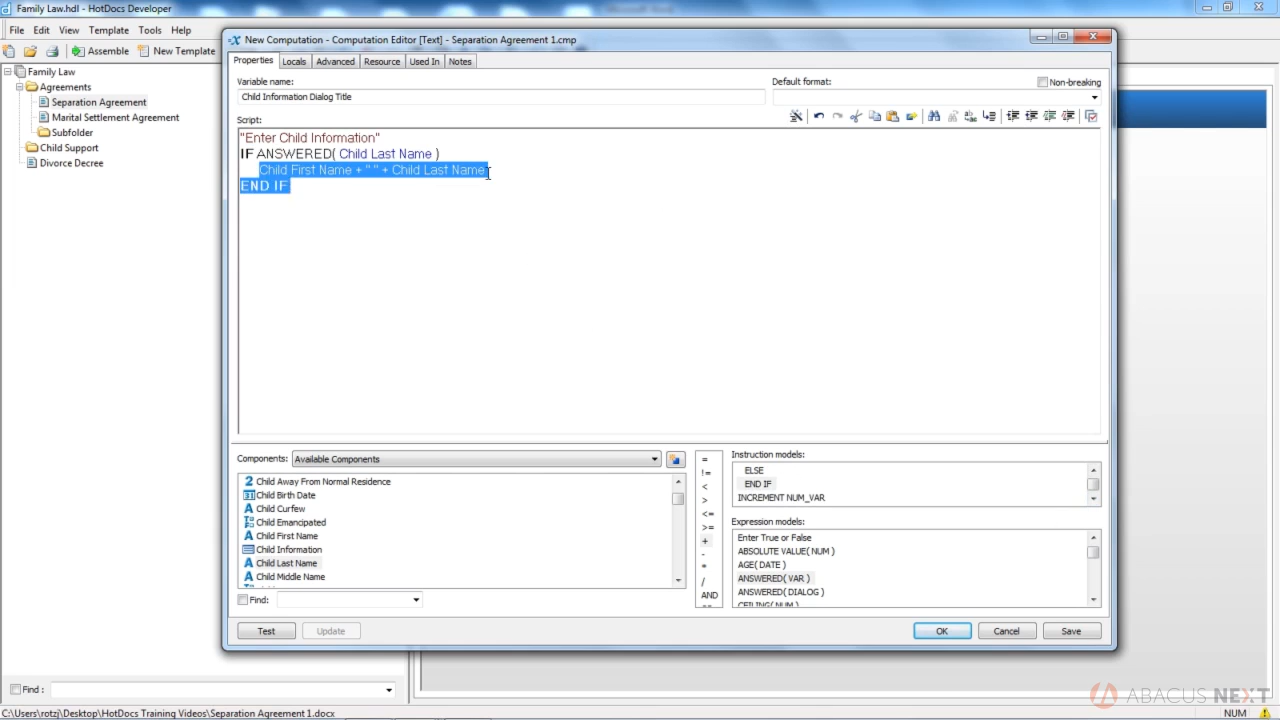 Family Law.hdl - HotDocs Developer
File Edit View Template Tools Help
Assemble New Template
Family Law
Agreements
Separation Agreement
Marital Settlement Agreement
Subfolder
Child Support
Divorce Decree
Find :
C:\Users\rotzj\Desktop\HotDocs Training Videos\Separation Agreement 1.docx
NUM
New Computation - Computation Editor [Text] - Separation Agreement 1.cmp
Properties Locals Advanced Resource Used In Notes
Variable name: Default format: Non-breaking
Child Information Dialog Title
Script:
"Enter Child Information"
IF ANSWERED( Child Last Name )
Child First Name + " " + Child Last Name
END IF
Components: Available Components
Child Away From Normal Residence
Child Birth Date
Child Curfew
Child Emancipated
Child First Name
Child Information
Child Last Name
Child Middle Name
Find:
=
!=
<
>
<=
>=
+
-
*
/
AND
Instruction models:
ELSE
END IF
INCREMENT NUM_VAR
Expression models:
Enter True or False
ABSOLUTE VALUE( NUM )
AGE( DATE )
ANSWERED( VAR )
ANSWERED( DIALOG )
CEILING( NUM )
Test Update OK Cancel Save
ABACUS NEXT